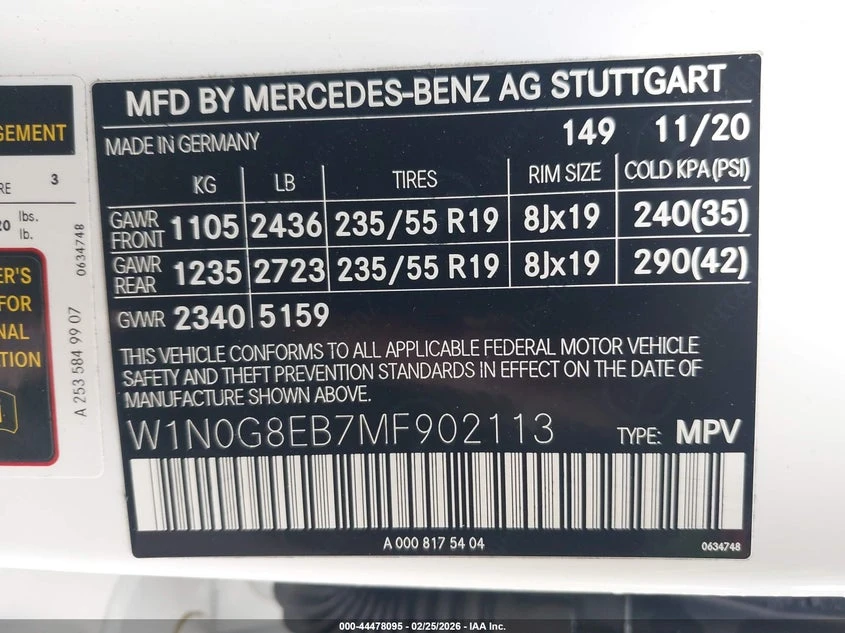 GEMENT
RE 3
20 lbs.
lb.
ER'S
FOR
NAL
TION
A 253 584 99 07
0634748
MFD BY MERCEDES-BENZ AG STUTTGART
MADE IN GERMANY 149 11/20
KG LB TIRES RIM SIZE COLD KPA(PSI)
GAWR FRONT 1105 2436 235/55 R19 8Jx19 240(35)
GAWR REAR 1235 2723 235/55 R19 8Jx19 290(42)
GVWR 2340 5159
THIS VEHICLE CONFORMS TO ALL APPLICABLE FEDERAL MOTOR VEHICLE
SAFETY AND THEFT PREVENTION STANDARDS IN EFFECT ON THE DATE OF
MANUFACTURE SHOWN ABOVE.
W1N0G8EB7MF902113 TYPE: MPV
A 000 817 54 04 0634748
000-44478095 - 02/25/2026 - IAA Inc.